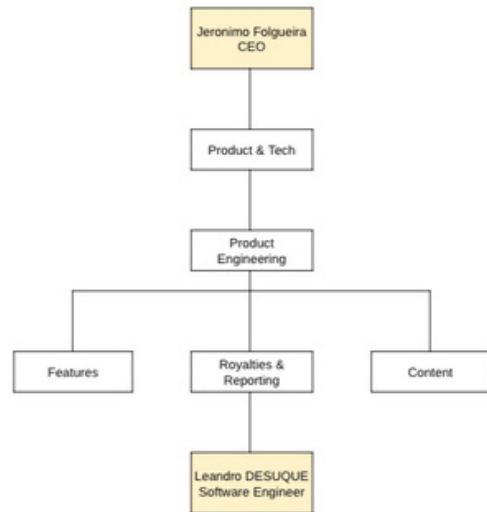 Jeronimo Folgueira
CEO
Product & Tech
Product
Engineering
Features
Royalties &
Reporting
Content
Leandro DESUQUE
Software Engineer